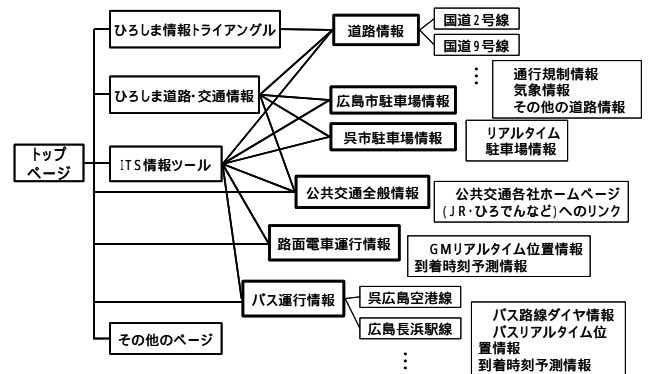 ひろしま情報トライアングル
道路情報
国道2号線
国道9号線
⋮
通行規制情報
気象情報
その他の道路情報
ひろしま道路・交通情報
広島市駐車場情報
呉市駐車場情報
リアルタイム
駐車場情報
トップ
ページ
ITS情報ツール
公共交通全般情報
公共交通各社ホームページ
(JR・ひろでんなど)へのリンク
路面電車運行情報
GMリアルタイム位置情報
到着時刻予測情報
バス運行情報
呉広島空港線
広島長浜駅線
⋮
バス路線ダイヤ情報
バスリアルタイム位
置情報
到着時刻予測情報
その他のページ